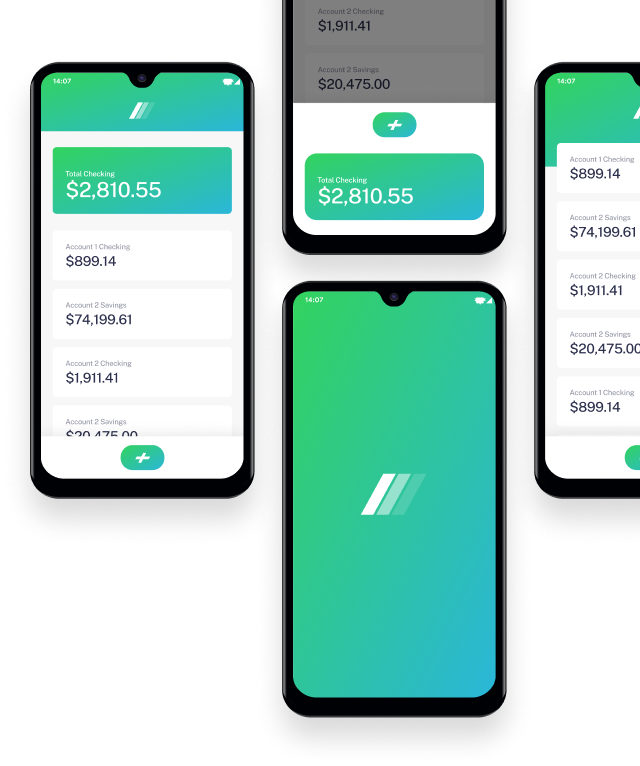 14:07
Total Checking
$2,810.55
Account 1 Checking
$899.14
Account 2 Savings
$74,199.61
Account 2 Checking
$1,911.41
Account 2 Savings
$20,475.00
Account 2 Checking
$1,911.41
Account 2 Savings
$20,475.00
Total Checking
$2,810.55
14:07
14:07
Account 1 Checking
$899.14
Account 2 Savings
$74,199.61
Account 2 Checking
$1,911.41
Account 2 Savings
$20,475.00
Account 1 Checking
$899.14